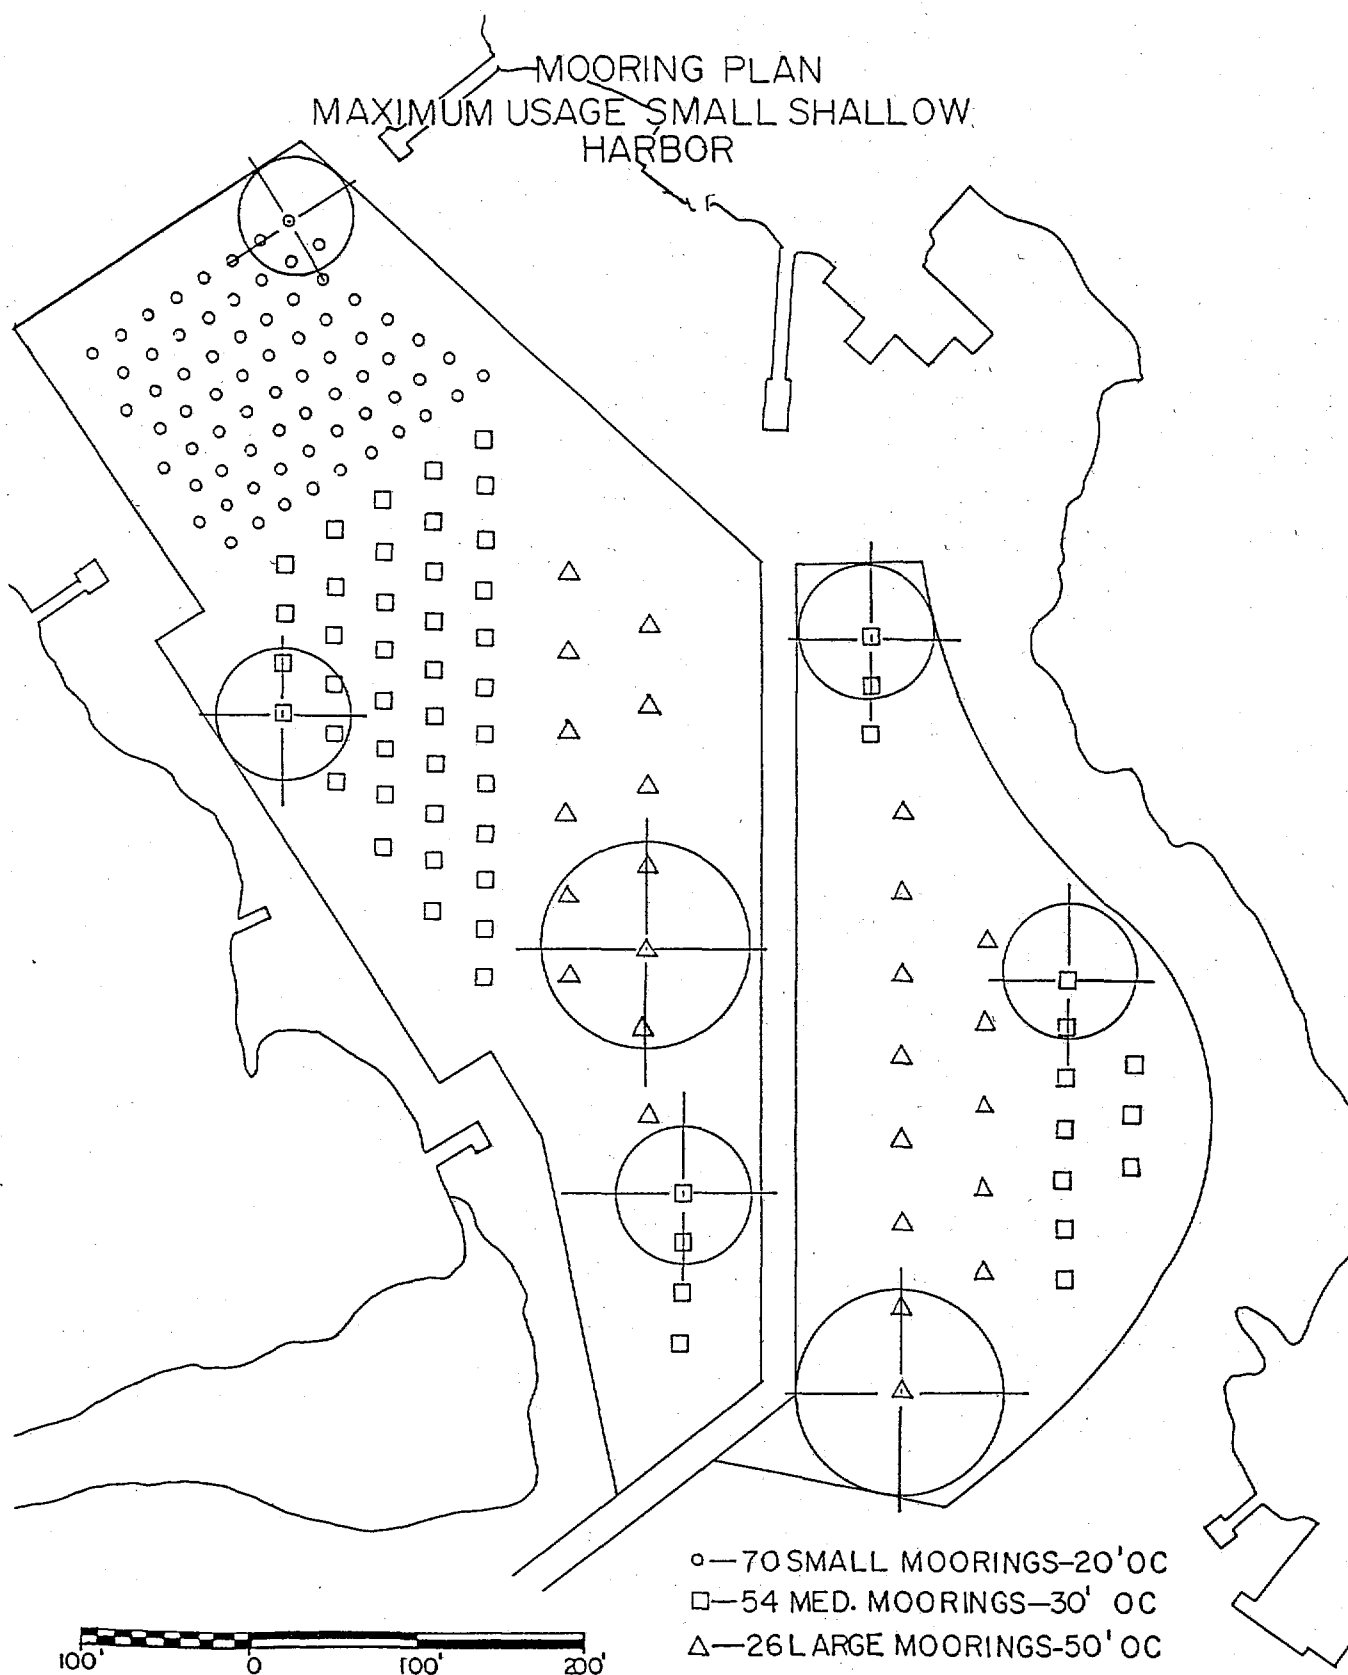 MOORING PLAN
MAXIMUM USAGE SMALL SHALLOW
HARBOR
○—70 SMALL MOORINGS—20' OC
□—54 MED. MOORINGS—30' OC
△—26 LARGE MOORINGS—50' OC
100' 0 100' 200'